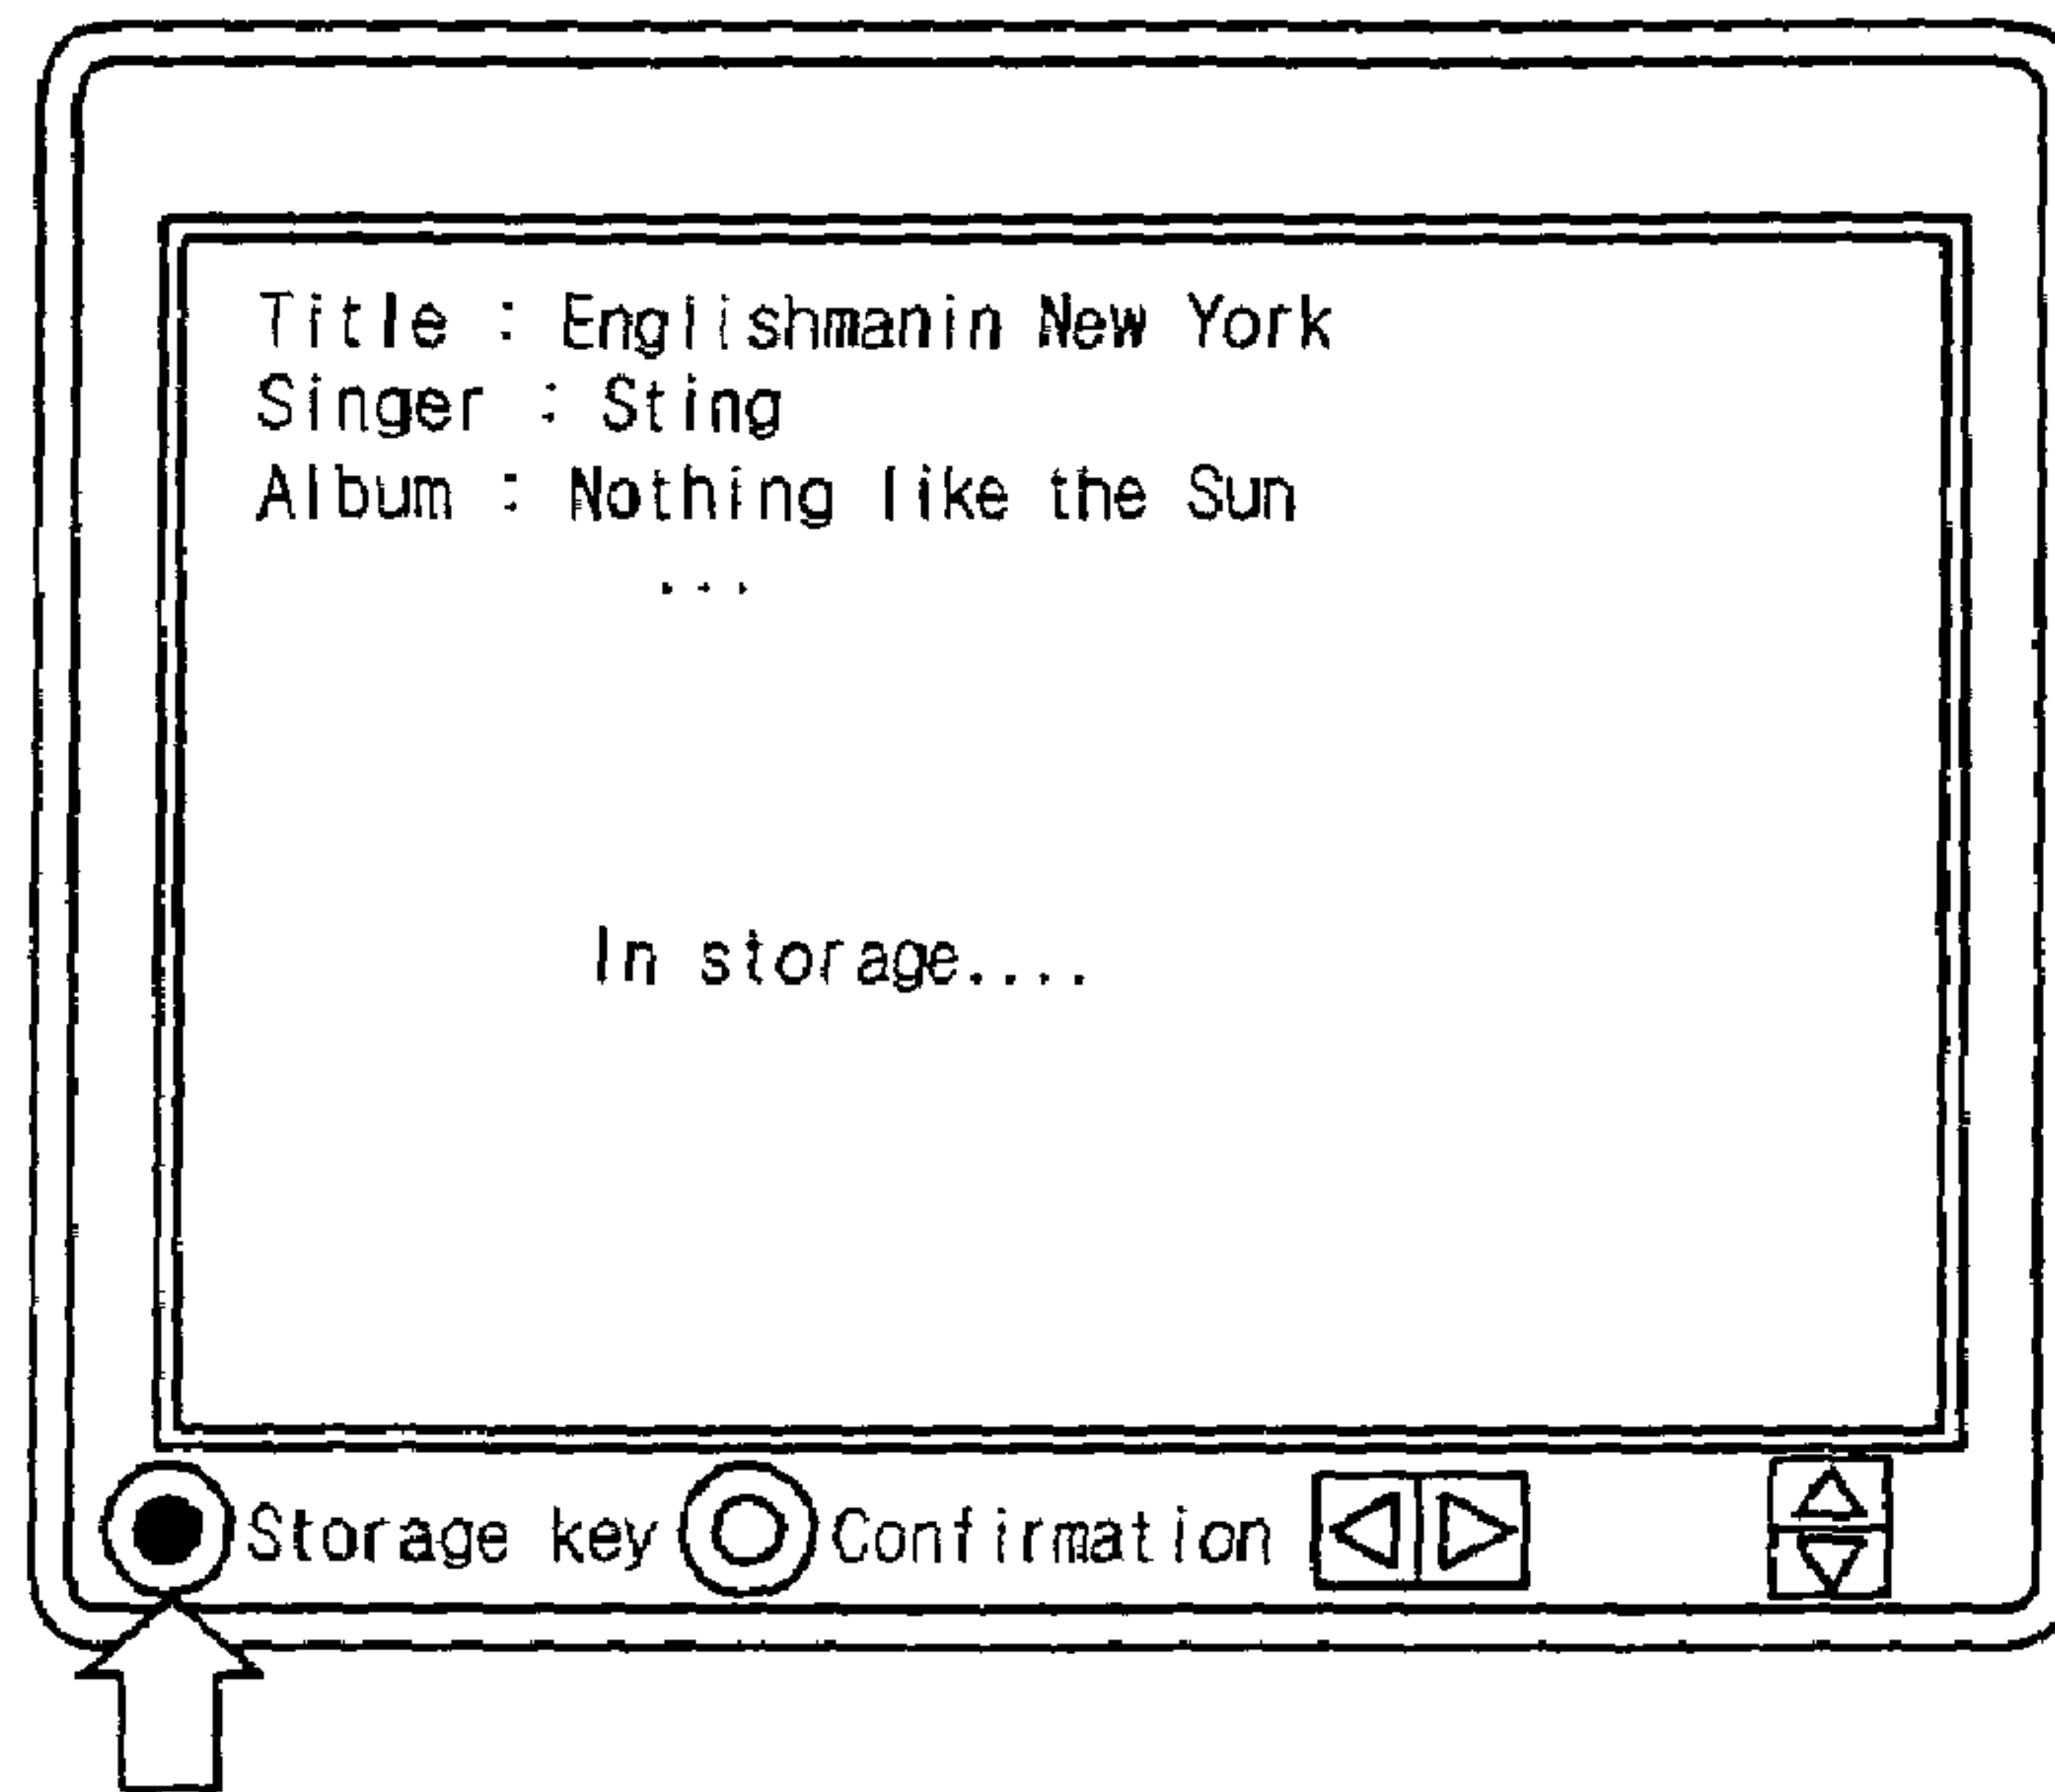 Title : Englishmanin New York
Singer : Sting
Album : Nothing like the Sun
...
In storage....
Storage key Confirmation